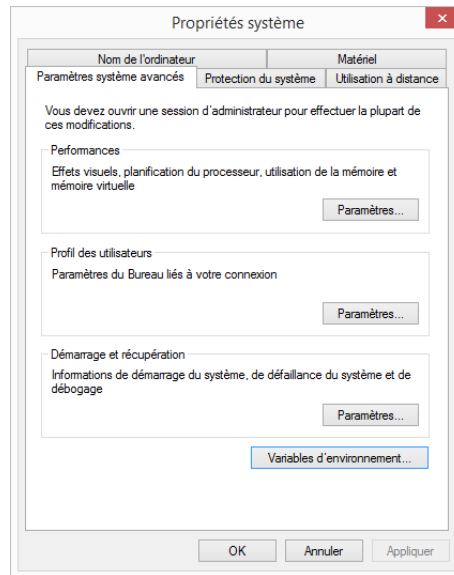 Propriétés système
Nom de l'ordinateur Matériel
Paramètres système avancés Protection du système Utilisation à distance
Vous devez ouvrir une session d'administrateur pour effectuer la plupart de
ces modifications.
Performances
Effets visuels, planification du processeur, utilisation de la mémoire et
mémoire virtuelle
Paramètres...
Profil des utilisateurs
Paramètres du Bureau liés à votre connexion
Paramètres...
Démarrage et récupération
Informations de démarrage du système, de défaillance du système et de
débogage
Paramètres...
Variables d'environnement...
OK Annuler Appliquer